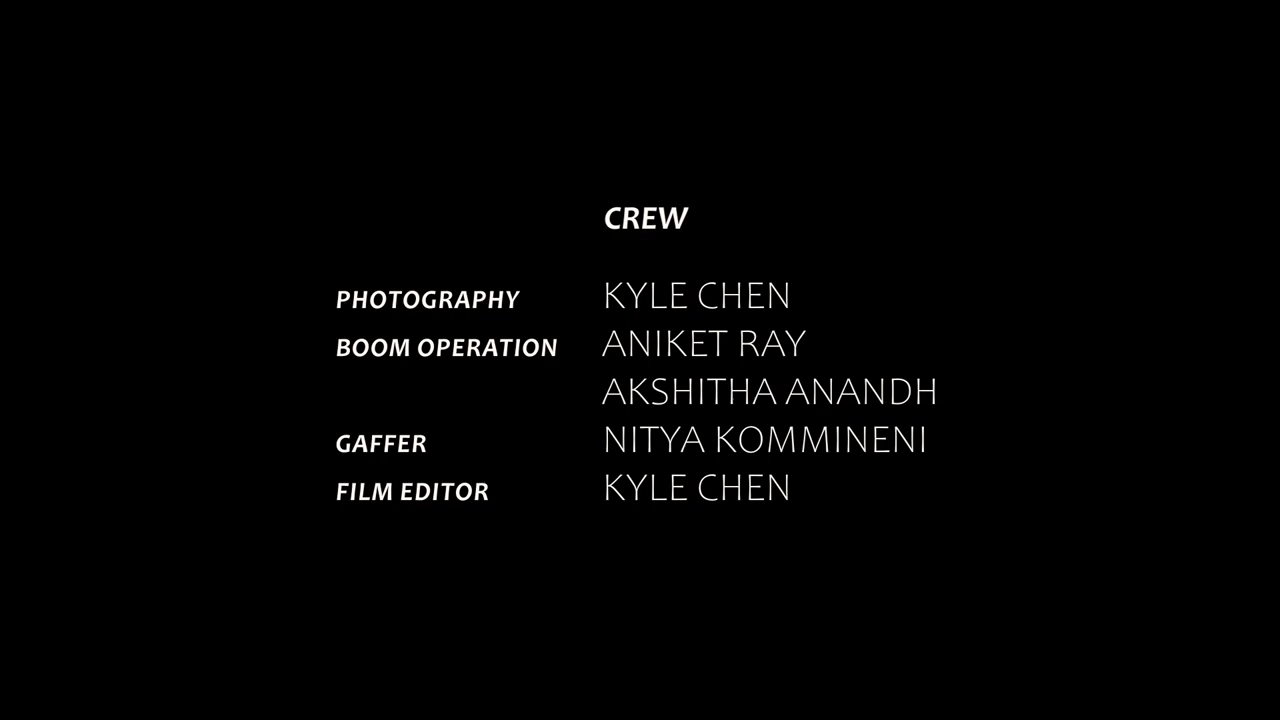 CREW
PHOTOGRAPHY KYLE CHEN
BOOM OPERATION ANIKET RAY
AKSHITHA ANANDH
GAFFER NITYA KOMMINENI
FILM EDITOR KYLE CHEN